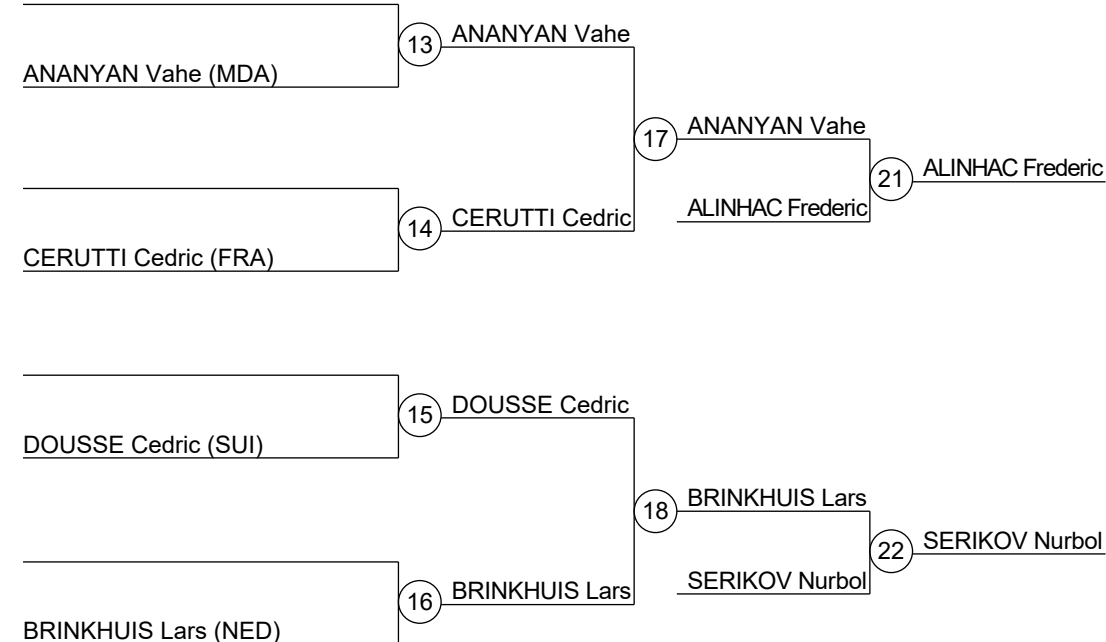 13
ANANYAN Vahe
ANANYAN Vahe (MDA)
17
ANANYAN Vahe
21
ALINHAC Frederic
ALINHAC Frederic
14
CERUTTI Cedric
CERUTTI Cedric (FRA)
15
DOUSSE Cedric
DOUSSE Cedric (SUI)
18
BRINKHUIS Lars
22
SERIKOV Nurbol
SERIKOV Nurbol
16
BRINKHUIS Lars
BRINKHUIS Lars (NED)